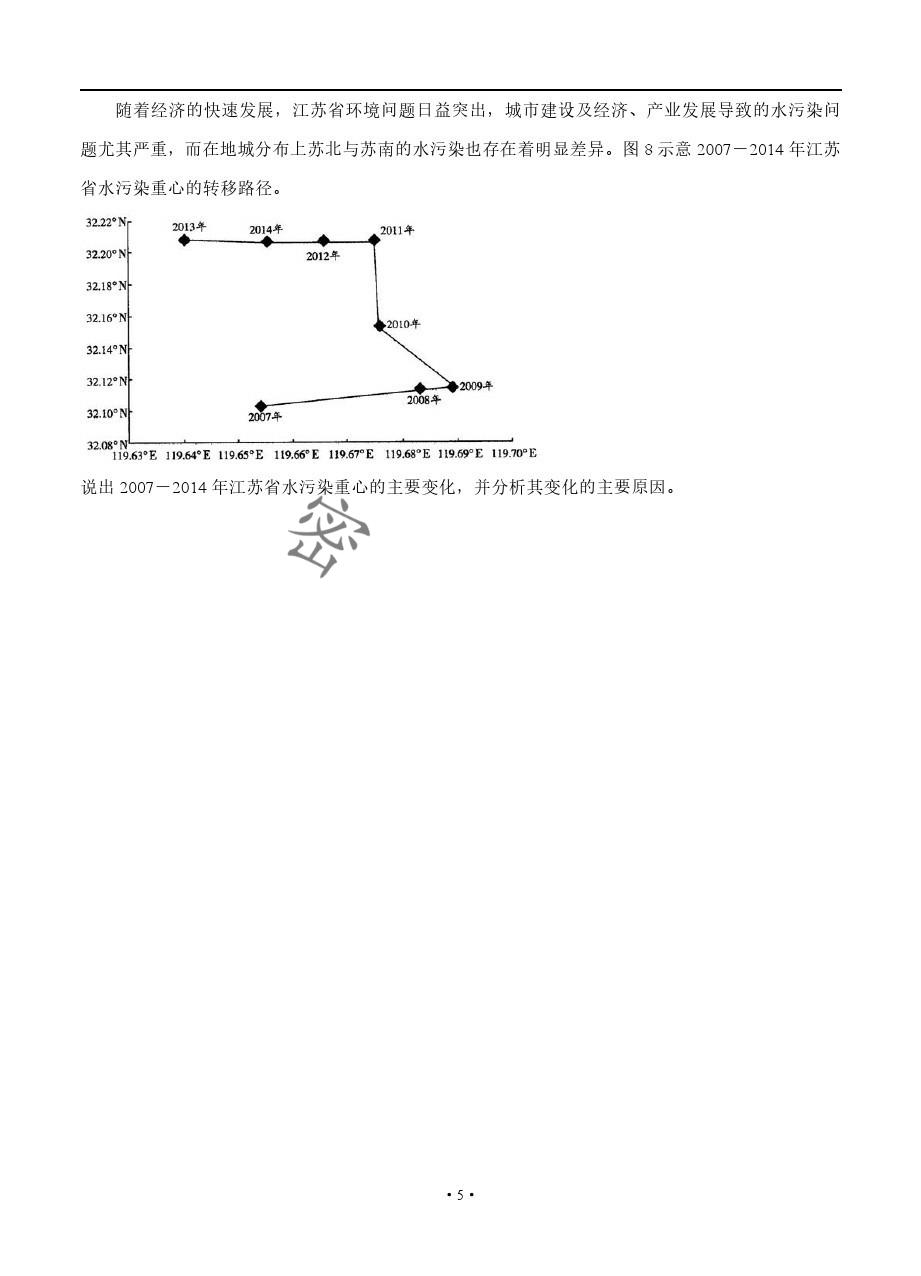 随着经济的快速发展，江苏省环境问题日益突出，城市建设及经济、产业发展导致的水污染问
题尤其严重，而在地城分布上苏北与苏南的水污染也存在着明显差异。图 8 示意 2007－2014 年江苏
省水污染重心的转移路径。
32.22°N
2013年
2014年
2011年
32.20°N
2012年
32.18°N
32.16°N
2010年
32.14°N
32.12°N
2009年
2008年
32.10°N
2007年
32.08°N
119.63°E 119.64°E 119.65°E 119.66°E 119.67°E 119.68°E 119.69°E 119.70°E
说出 2007－2014 年江苏省水污染重心的主要变化，并分析其变化的主要原因。
密
·5·